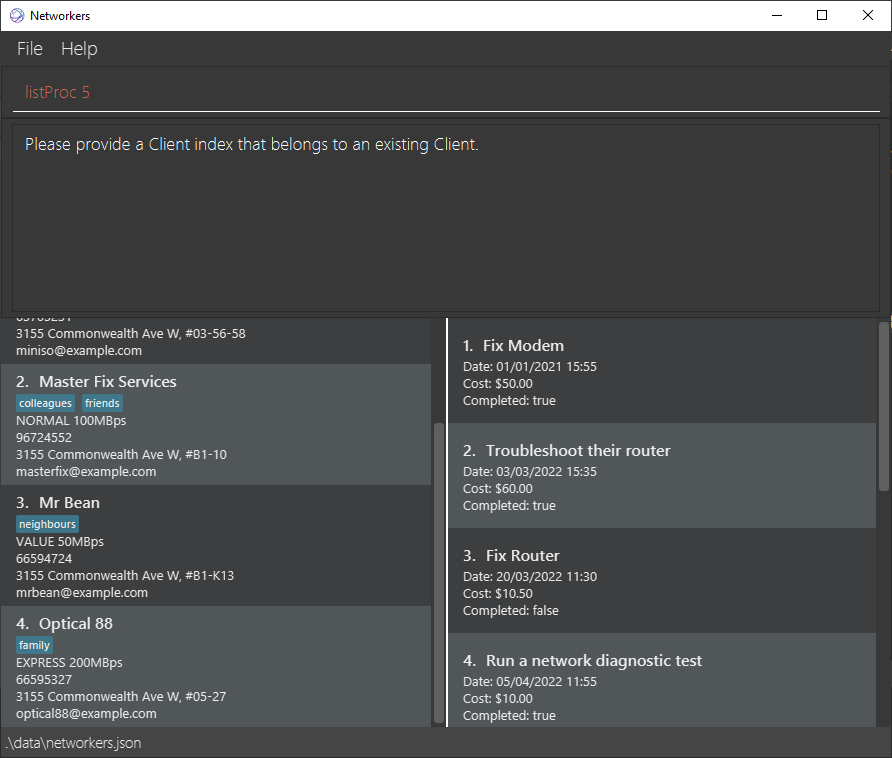 Networkers
File Help
listProc 5
Please provide a Client index that belongs to an existing Client.
3155 Commonwealth Ave W, #03-56-58
miniso@example.com
2. Master Fix Services
colleagues friends
NORMAL 100MBps
96724552
3155 Commonwealth Ave W, #B1-10
masterfix@example.com
3. Mr Bean
neighbours
VALUE 50MBps
66594724
3155 Commonwealth Ave W, #B1-K13
mrbean@example.com
4. Optical 88
family
EXPRESS 200MBps
66595327
3155 Commonwealth Ave W, #05-27
optical88@example.com
1. Fix Modem
Date: 01/01/2021 15:55
Cost: $50.00
Completed: true
2. Troubleshoot their router
Date: 03/03/2022 15:35
Cost: $60.00
Completed: true
3. Fix Router
Date: 20/03/2022 11:30
Cost: $10.50
Completed: false
4. Run a network diagnostic test
Date: 05/04/2022 11:55
Cost: $10.00
Completed: true
.\data\networkers.json